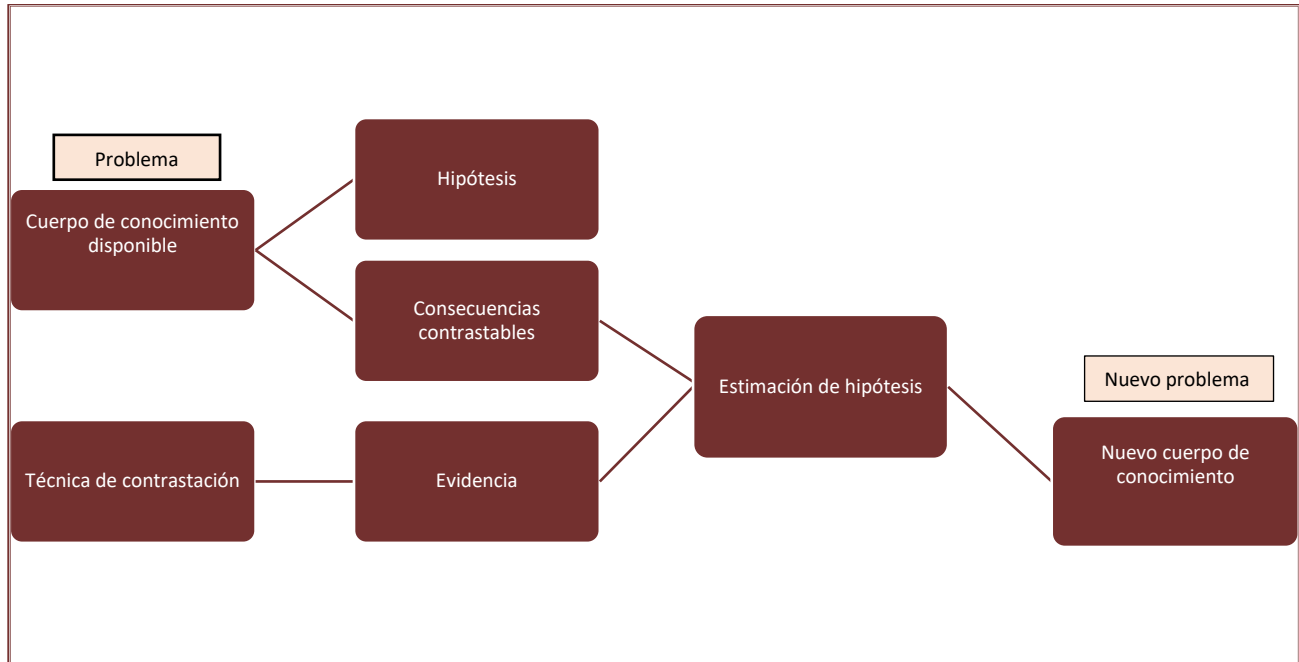 Problema
Cuerpo de conocimiento
disponible
Hipótesis
Consecuencias
contrastables
Técnica de contrastación
Evidencia
Estimación de hipótesis
Nuevo problema
Nuevo cuerpo de
conocimiento